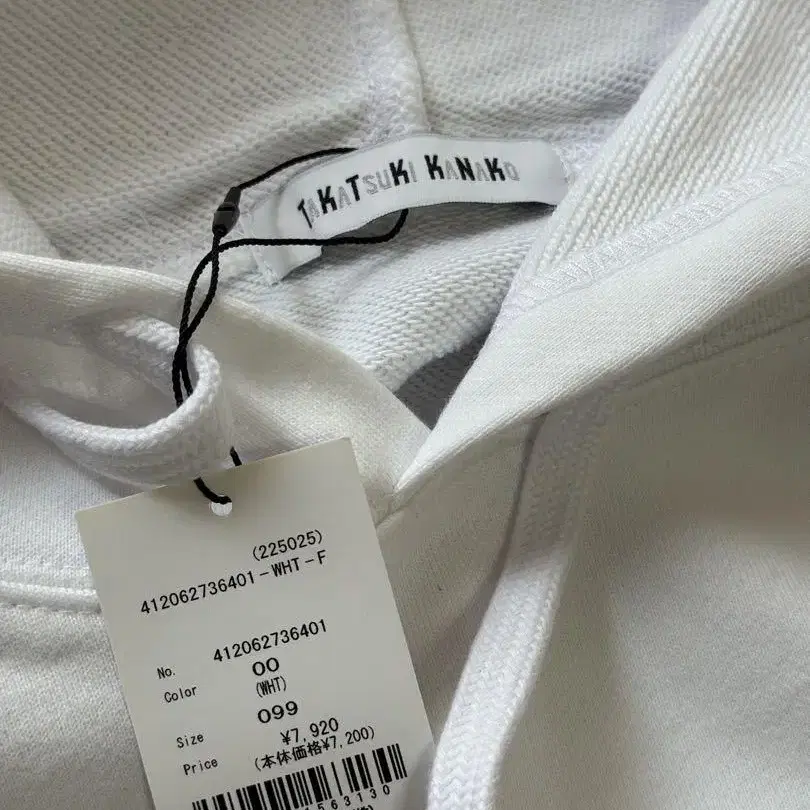 TAKATSUKI KANAKO
(225025)
412062736401-WHT-F
No. 412062736401
Color 00
(WHT)
Size 099
Price ¥7,920
(本体価格¥7,200)
563130